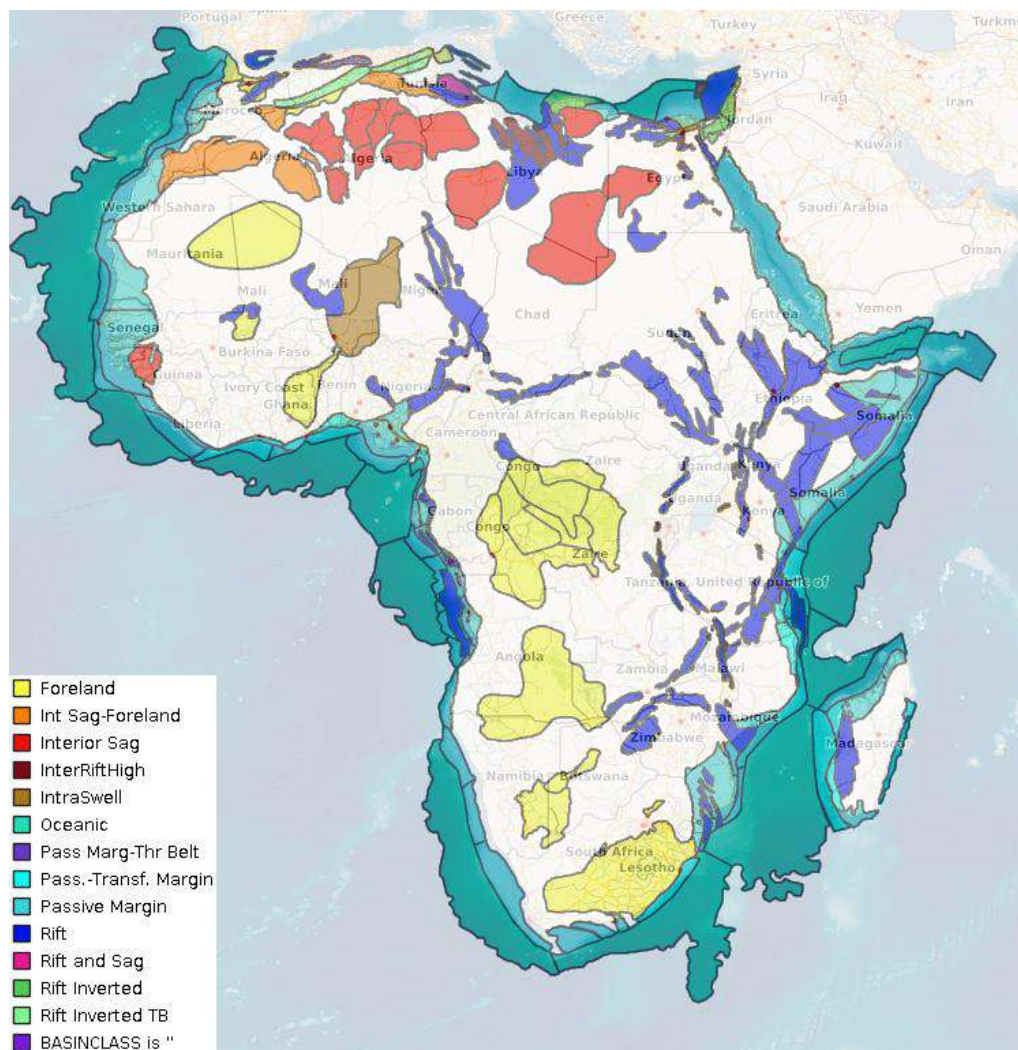 Portugal
Spain
Greece
Turkey
Turkm
Syria
Iraq
Iran
Tunisia
Morocco
Jordan
Kuwait
Algeria
Algeria
Libya
Egypt
Western Sahara
Saudi Arabia
Oman
Mauritania
Mali
Mali
Niger
Chad
Sudan
Eritrea
Yemen
Senegal
Burkina Faso
Guinea
Ivory Coast
Benin
Ghana
Nigeria
Ethiopia
Somalia
Liberia
Central African Republic
Cameroon
Congo
Zaire
Uganda
Kenya
Somalia
Uganda
Kenya
Gabon
Congo
Zaire
Tanzania, United Republic of
Angola
Zambia
Malawi
Mozambique
Zimbabwe
Madagascar
Namibia
Botswana
South Africa
Lesotho
Foreland
Int Sag-Foreland
Interior Sag
InterRiftHigh
IntraSwell
Oceanic
Pass Marg-Thr Belt
Pass.-Transf. Margin
Passive Margin
Rift
Rift and Sag
Rift Inverted
Rift Inverted TB
BASINCLASS is ''